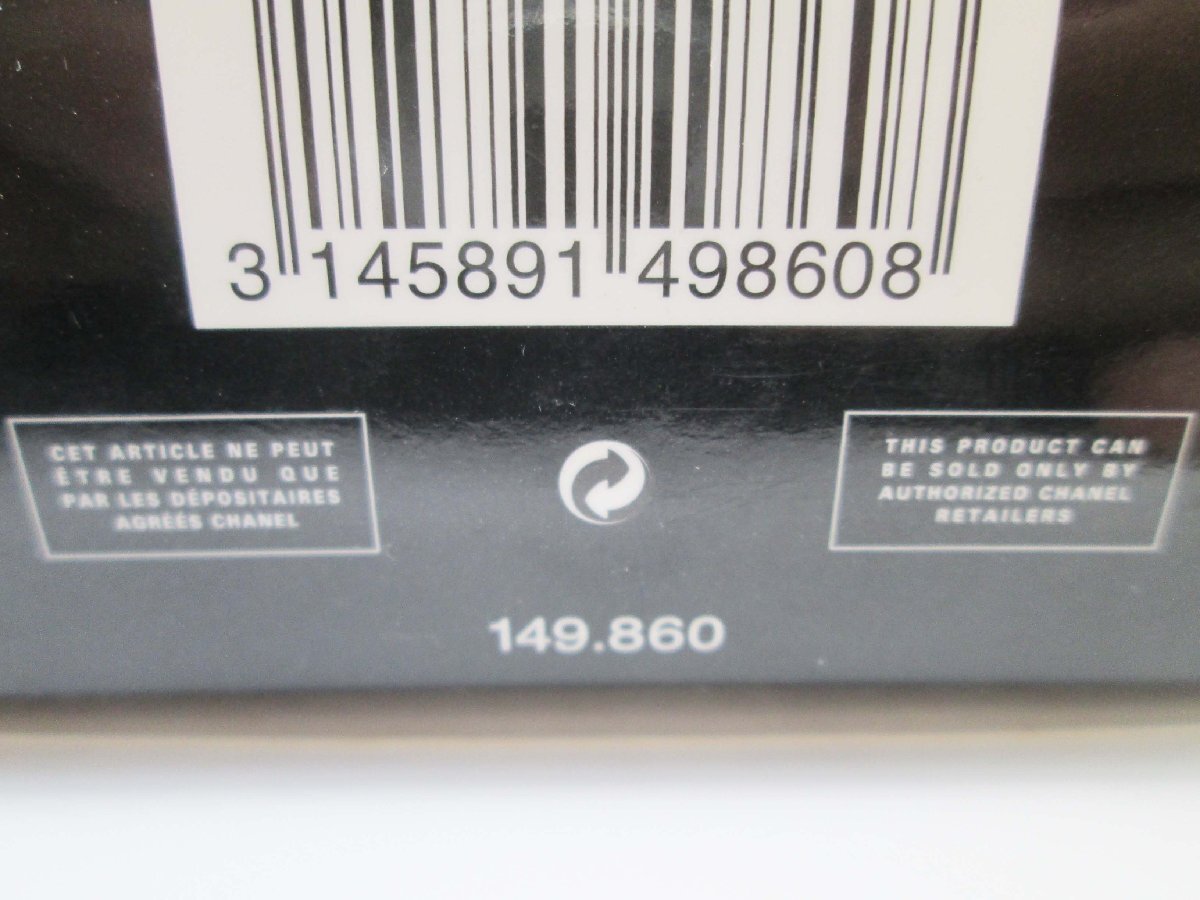 3 145891 498608
CET ARTICLE NE PEUT
ÊTRE VENDU QUE
PAR LES DÉPOSITAIRES
AGRÉÉS CHANEL
THIS PRODUCT CAN
BE SOLD ONLY BY
AUTHORIZED CHANEL
RETAILERS
149.860